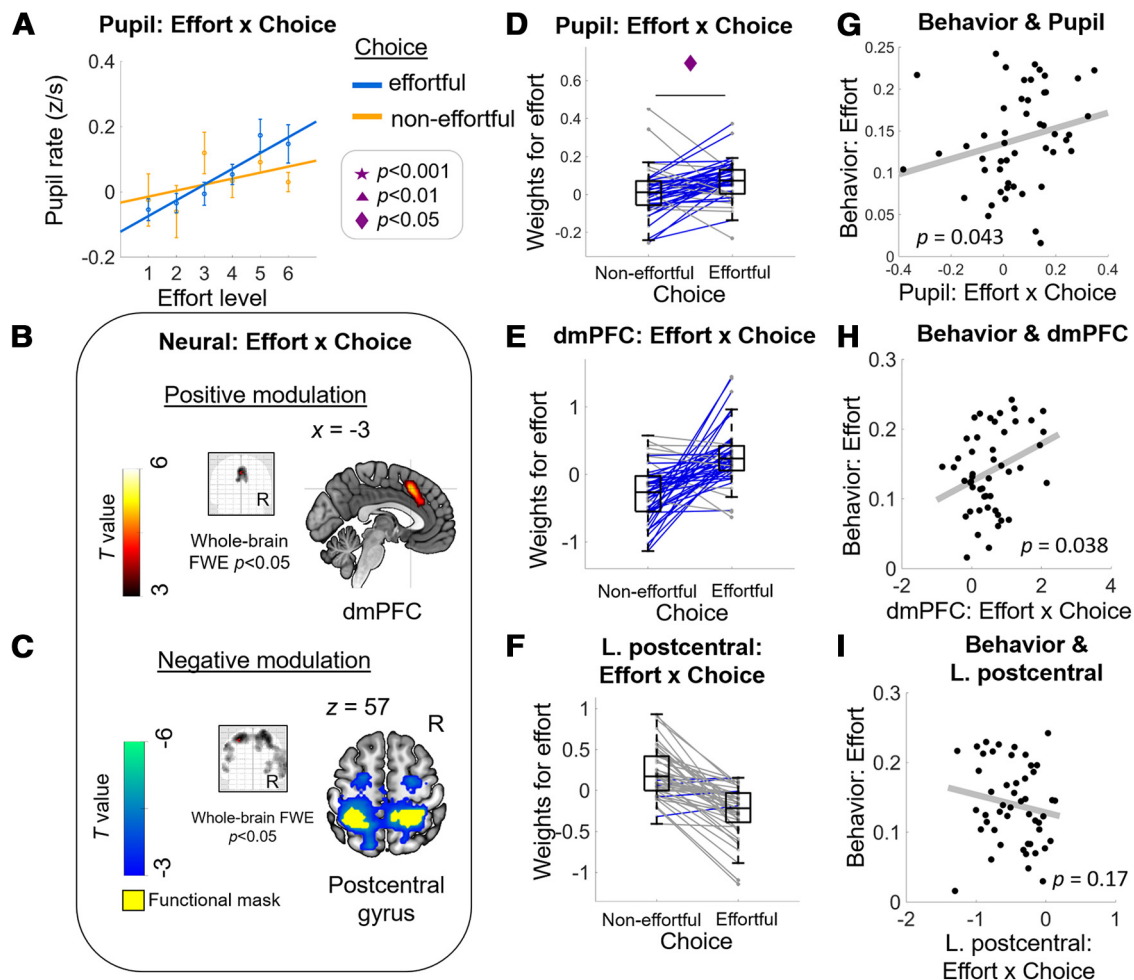 A
Pupil: Effort x Choice
Pupil rate (z/s)
0.4
0.2
0
-0.2
1 2 3 4 5 6
Effort level
Choice
effortful
non-effortful
p<0.001
p<0.01
p<0.05
B
Neural: Effort x Choice
Positive modulation
x = -3
6
T value
3
R
Whole-brain
FWE p<0.05
dmPFC
C
Negative modulation
z = 57
R
-6
T value
-3
R
Whole-brain FWE
p<0.05
Functional mask
Postcentral
gyrus
D
Pupil: Effort x Choice
Weights for effort
0.6
0.4
0.2
0
-0.2
Non-effortful Effortful
Choice
E
dmPFC: Effort x Choice
Weights for effort
1
0
-1
Non-effortful Effortful
Choice
F
L. postcentral:
Effort x Choice
Weights for effort
1
0.5
0
-0.5
-1
Non-effortful Effortful
Choice
G
Behavior & Pupil
Behavior: Effort
0.25
0.2
0.15
0.1
0.05
0
p = 0.043
-0.4 -0.2 0 0.2 0.4
Pupil: Effort x Choice
H
Behavior & dmPFC
Behavior: Effort
0.3
0.2
0.1
0
p = 0.038
-2 0 2 4
dmPFC: Effort x Choice
I
Behavior &
L. postcentral
Behavior: Effort
0.3
0.2
0.1
0
p = 0.17
-2 -1 0 1
L. postcentral:
Effort x Choice